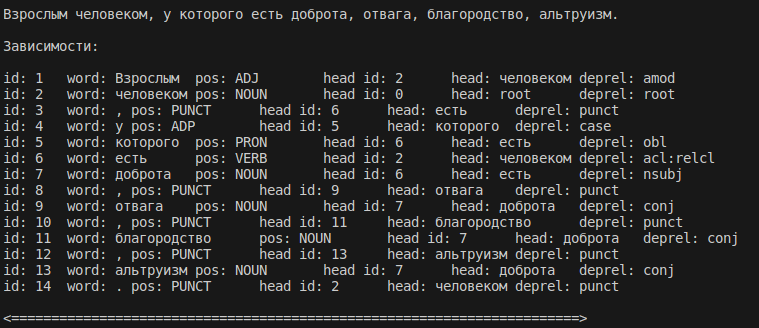 Взрослым человеком, у которого есть доброта, отвага, благородство, альтруизм.
Зависимости:
id: 1 word: Взрослым pos: ADJ head id: 2 head: человеком deprel: amod
id: 2 word: человеком pos: NOUN head id: 0 head: root deprel: root
id: 3 word: , pos: PUNCT head id: 6 head: есть deprel: punct
id: 4 word: у pos: ADP head id: 5 head: которого deprel: case
id: 5 word: которого pos: PRON head id: 6 head: есть deprel: obl
id: 6 word: есть pos: VERB head id: 2 head: человеком deprel: acl:relcl
id: 7 word: доброта pos: NOUN head id: 6 head: есть deprel: nsubj
id: 8 word: , pos: PUNCT head id: 9 head: отвага deprel: punct
id: 9 word: отвага pos: NOUN head id: 7 head: доброта deprel: conj
id: 10 word: , pos: PUNCT head id: 11 head: благородство deprel: punct
id: 11 word: благородство pos: NOUN head id: 7 head: доброта deprel: conj
id: 12 word: , pos: PUNCT head id: 13 head: альтруизм deprel: punct
id: 13 word: альтруизм pos: NOUN head id: 7 head: доброта deprel: conj
id: 14 word: . pos: PUNCT head id: 2 head: человеком deprel: punct
<=======================================================================>